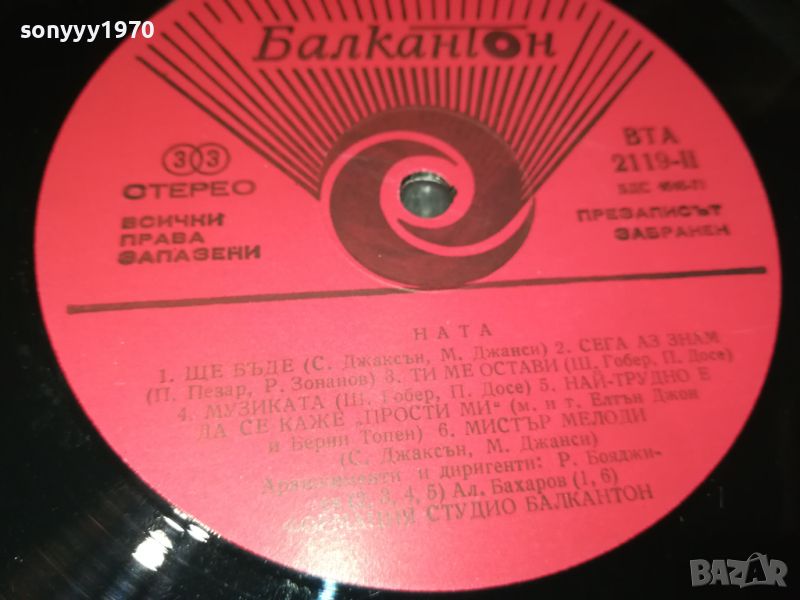 sonyyy1970
Балкантон
33
СТЕРЕО
ВСИЧКИ
ПРАВА
ЗАПАЗЕНИ
ВТА
2119-II
ПРЕЗАПИСЪТ
ЗАБРАНЕН
НАТА
1. ЩЕ БЪДЕ (С. Джаксън, М. Джанси) 2. СЕГА АЗ ЗНАМ
(П. Пезар, Р. Зонанов) 3. ТИ МЕ ОСТАВИ (Ш. Гобер, П. Досе)
4. МУЗИКАТА (Ш. Гобер, П. Досе) 5. НАЙ-ТРУДНО Е
ДА СЕ КАЖЕ „ПРОСТИ МИ“ (м. и т. Елтън Джон
и Берни Топен) 6. МИСТЪР МЕЛОДИ
(С. Джаксън, М. Джанси)
Аранжименти и диригенти: Р. Бояджи-
(2, 3, 4, 5) Ал. Бахаров (1, 6)
СТУДИО БАЛКАНТОН
BAZAR